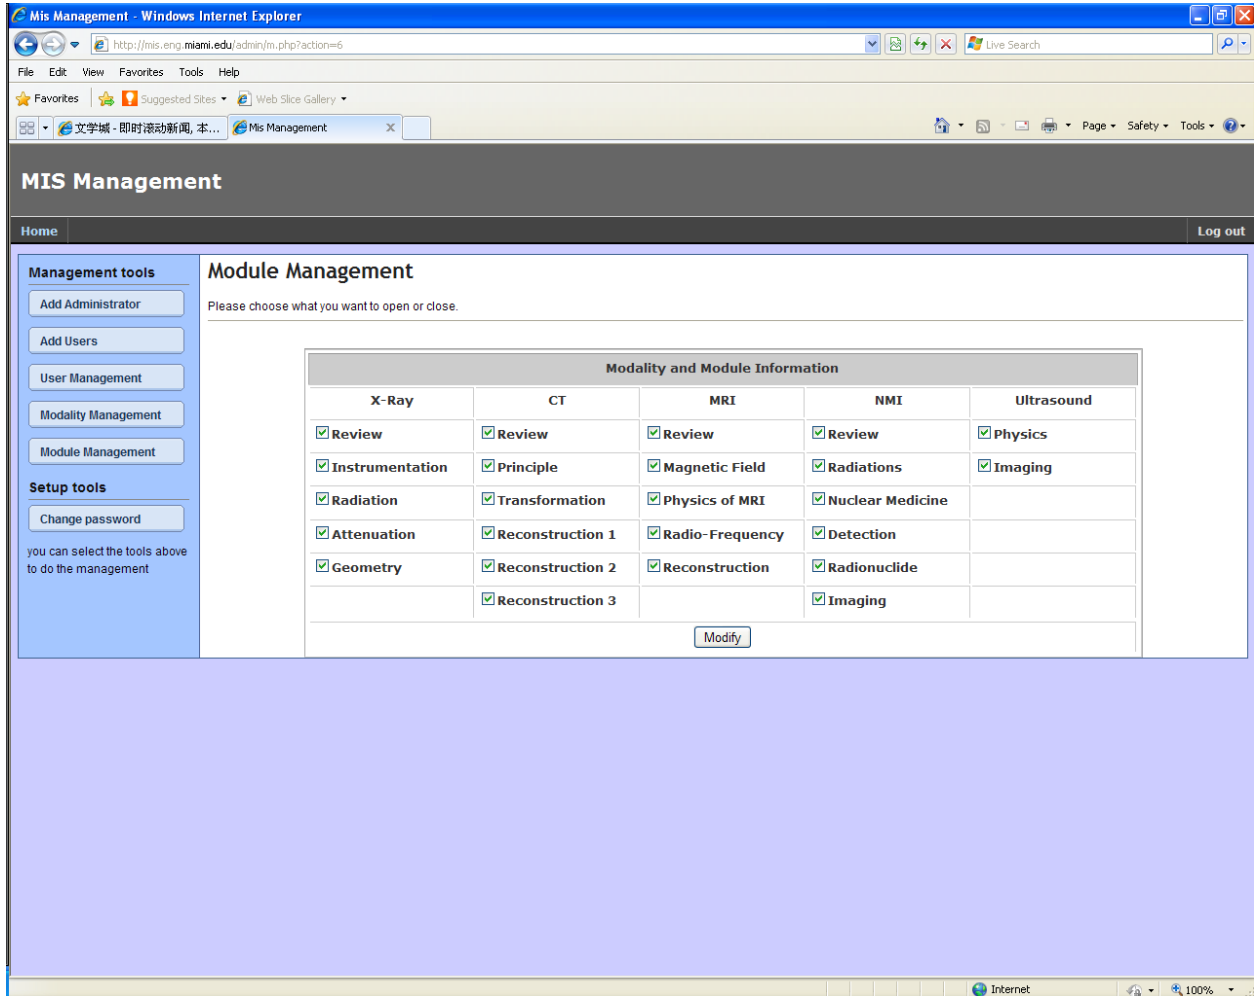 Mis Management - Windows Internet Explorer
http://mis.eng.miami.edu/admin/m.php?action=6
Live Search
File Edit View Favorites Tools Help
Favorites Suggested Sites Web Slice Gallery
文学城 - 即时滚动新闻, 本... Mis Management X Page Safety Tools
MIS Management
Home Log out
Management tools
Add Administrator
Add Users
User Management
Modality Management
Module Management
Setup tools
Change password
you can select the tools above
to do the management
Module Management
Please choose what you want to open or close.
Modality and Module Information
X-Ray CT MRI NMI Ultrasound
Review Review Review Review Physics
Instrumentation Principle Magnetic Field Radiations Imaging
Radiation Transformation Physics of MRI Nuclear Medicine
Attenuation Reconstruction 1 Radio-Frequency Detection
Geometry Reconstruction 2 Reconstruction Radionuclide
Reconstruction 3 Imaging
Modify
Internet 100%